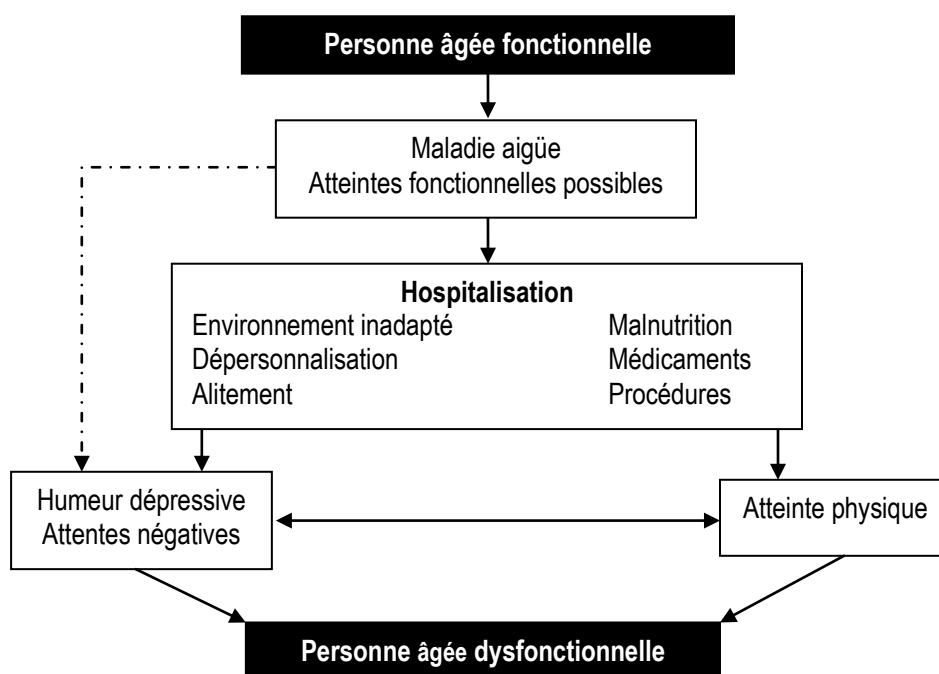 Personne âgée fonctionnelle
Maladie aigüe
Atteintes fonctionnelles possibles
Hospitalisation
Environnement inadapté Malnutrition
Dépersonnalisation Médicaments
Alitement Procédures
Humeur dépressive
Attentes négatives
Atteinte physique
Personne âgée dysfonctionnelle